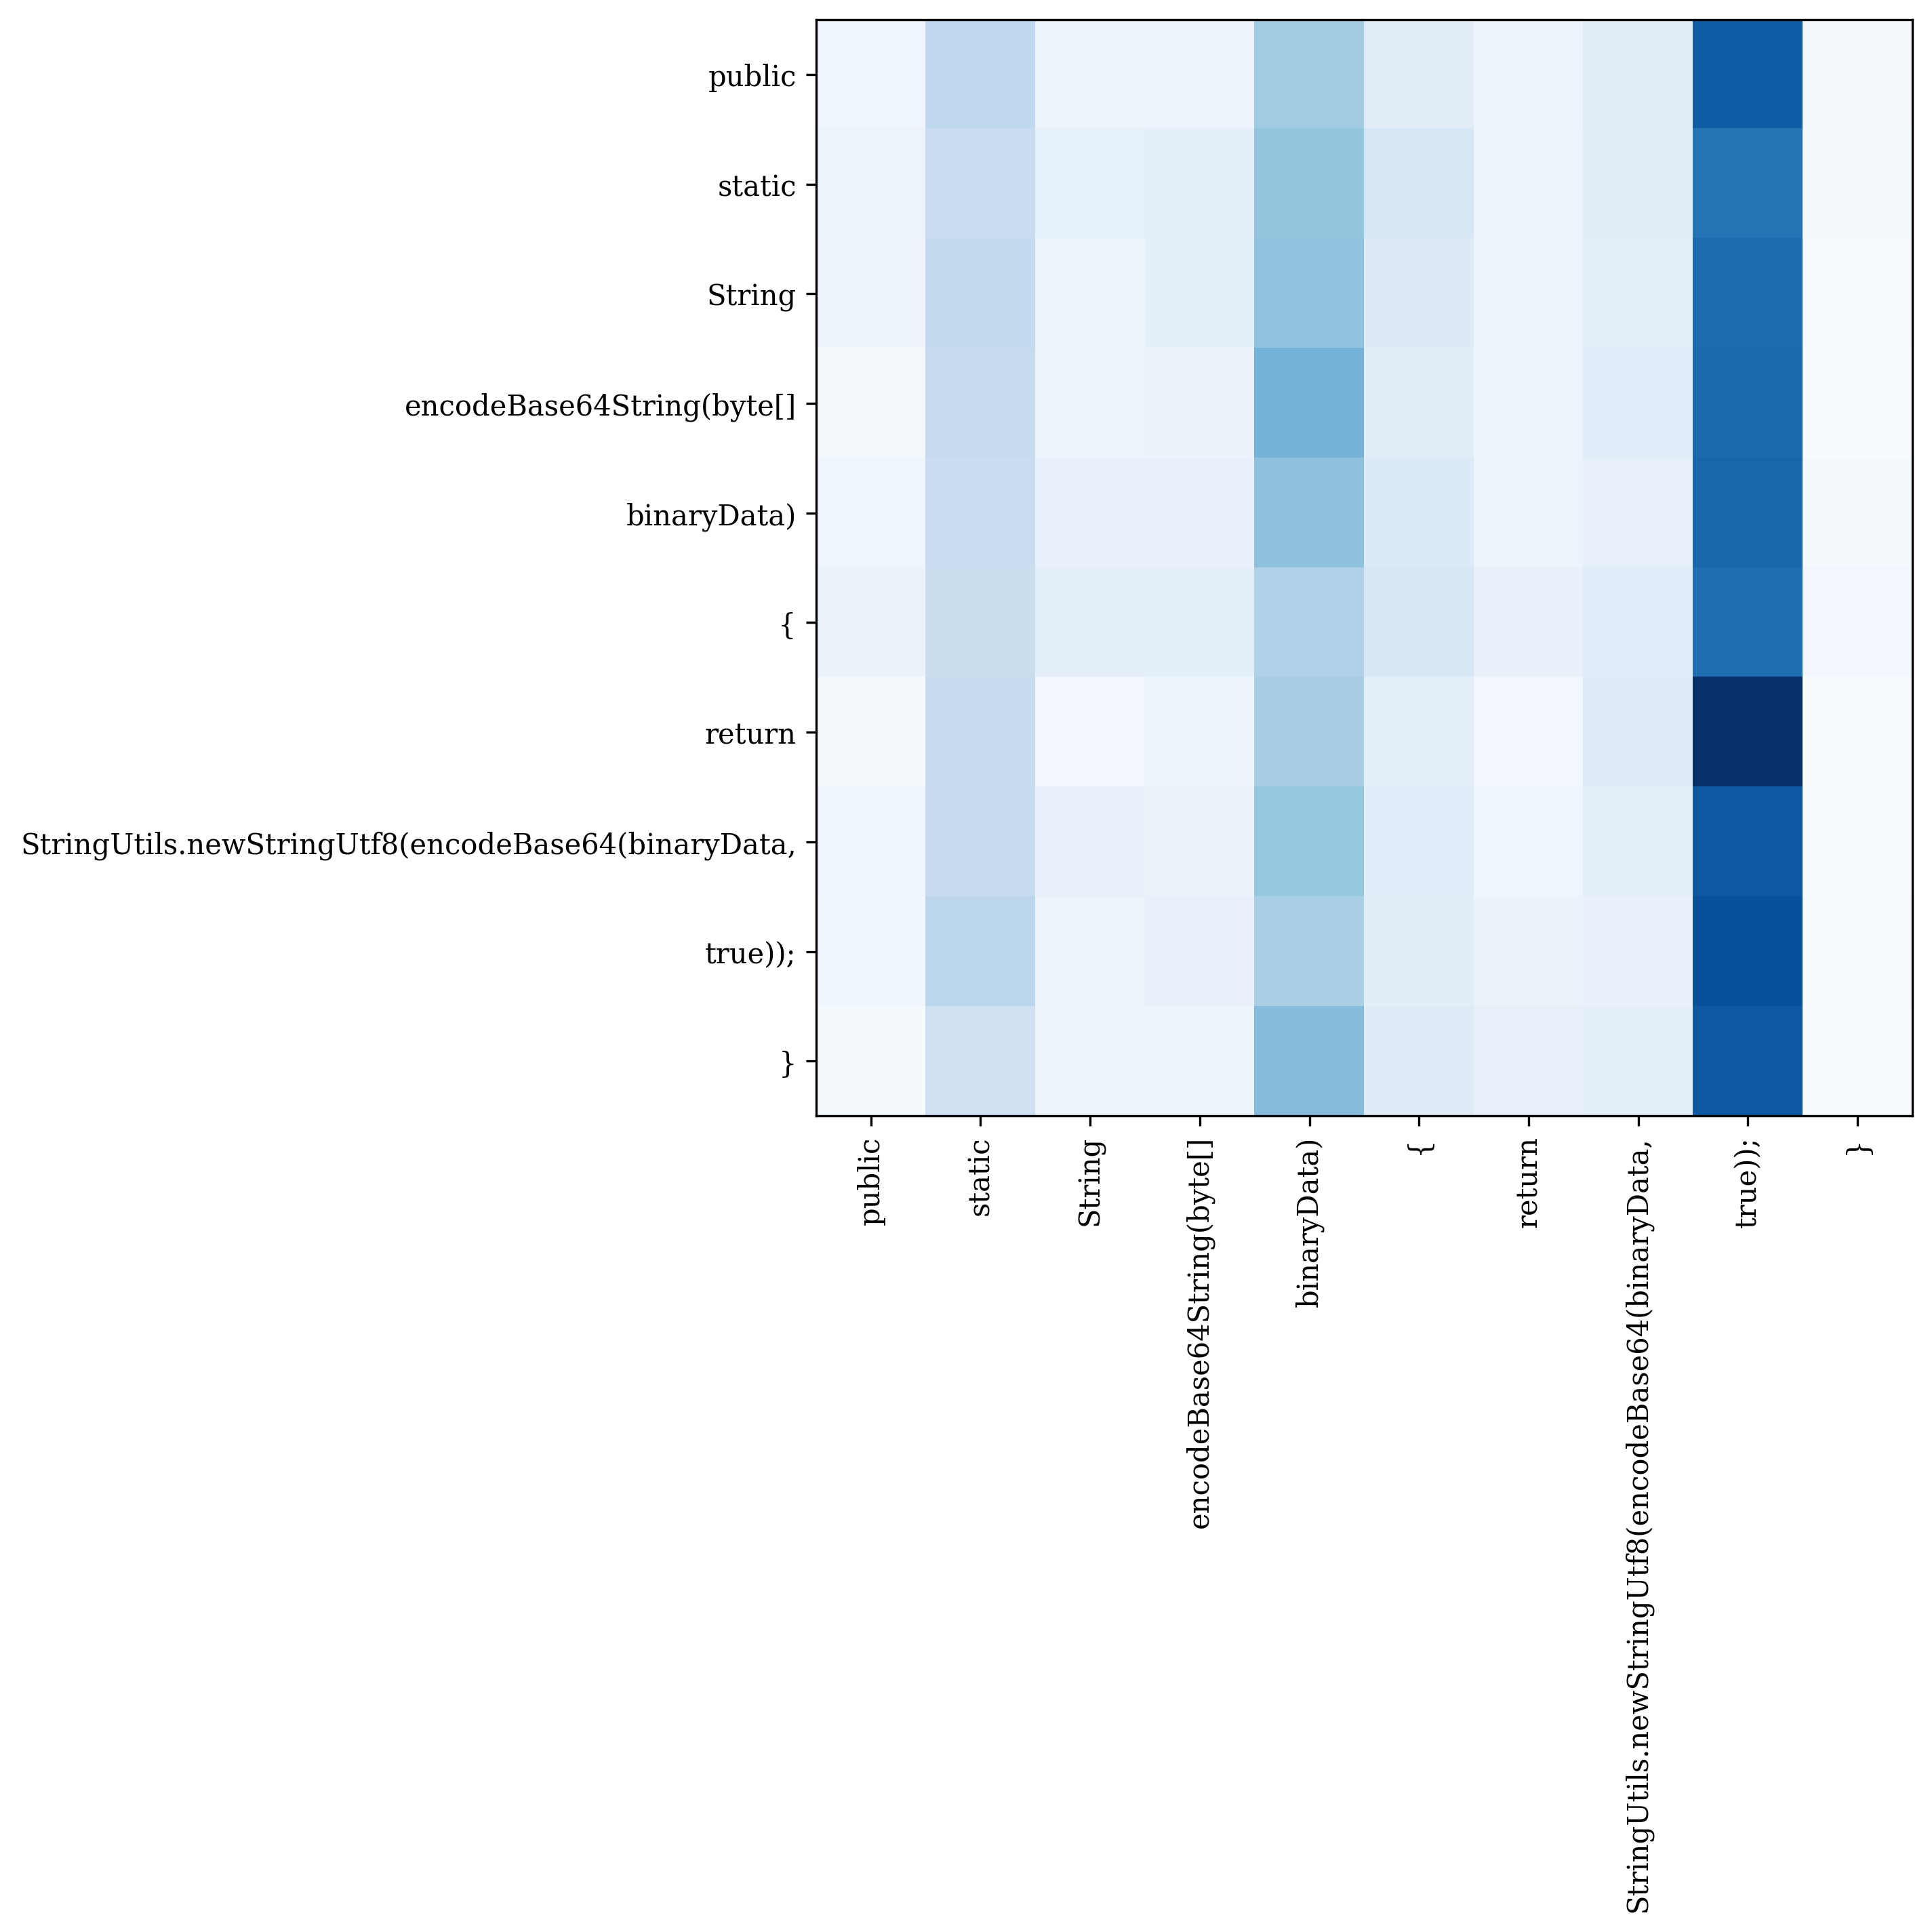 public
static
String
encodeBase64String(byte[]
binaryData)
{
return
StringUtils.newStringUtf8(encodeBase64(binaryData,
true));
}
public
static
String
encodeBase64String(byte[]
binaryData)
{
return
StringUtils.newStringUtf8(encodeBase64(binaryData,
true));
}